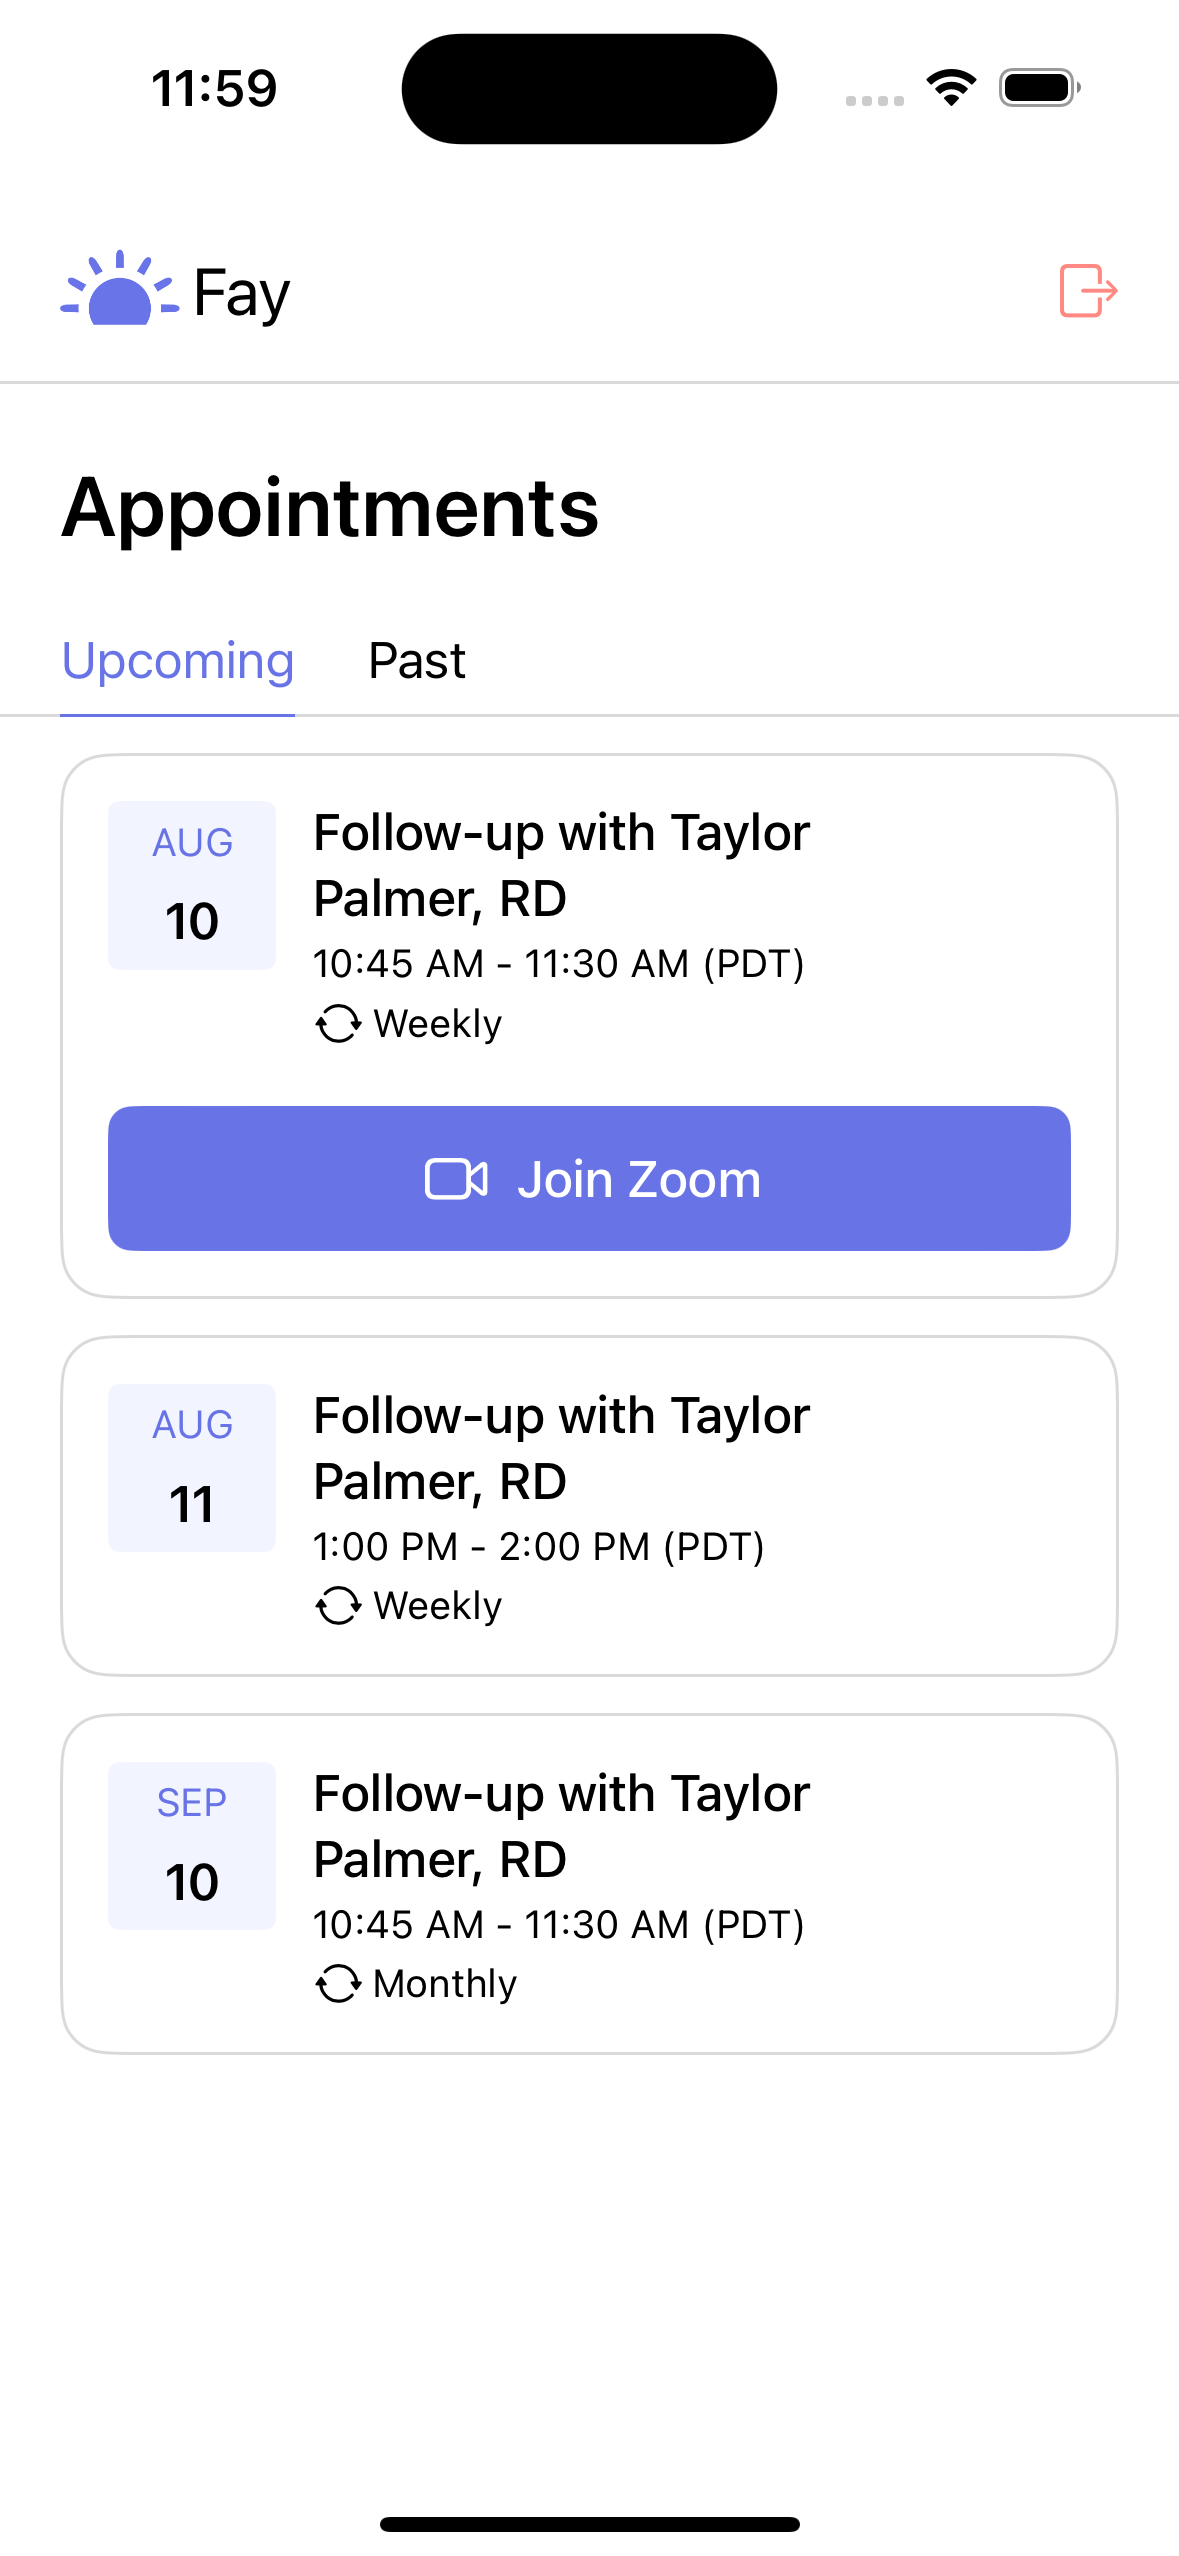 11:59
Fay
Appointments
Upcoming Past
AUG
10
Follow-up with Taylor
Palmer, RD
10:45 AM - 11:30 AM (PDT)
Weekly
Join Zoom
AUG
11
Follow-up with Taylor
Palmer, RD
1:00 PM - 2:00 PM (PDT)
Weekly
SEP
10
Follow-up with Taylor
Palmer, RD
10:45 AM - 11:30 AM (PDT)
Monthly